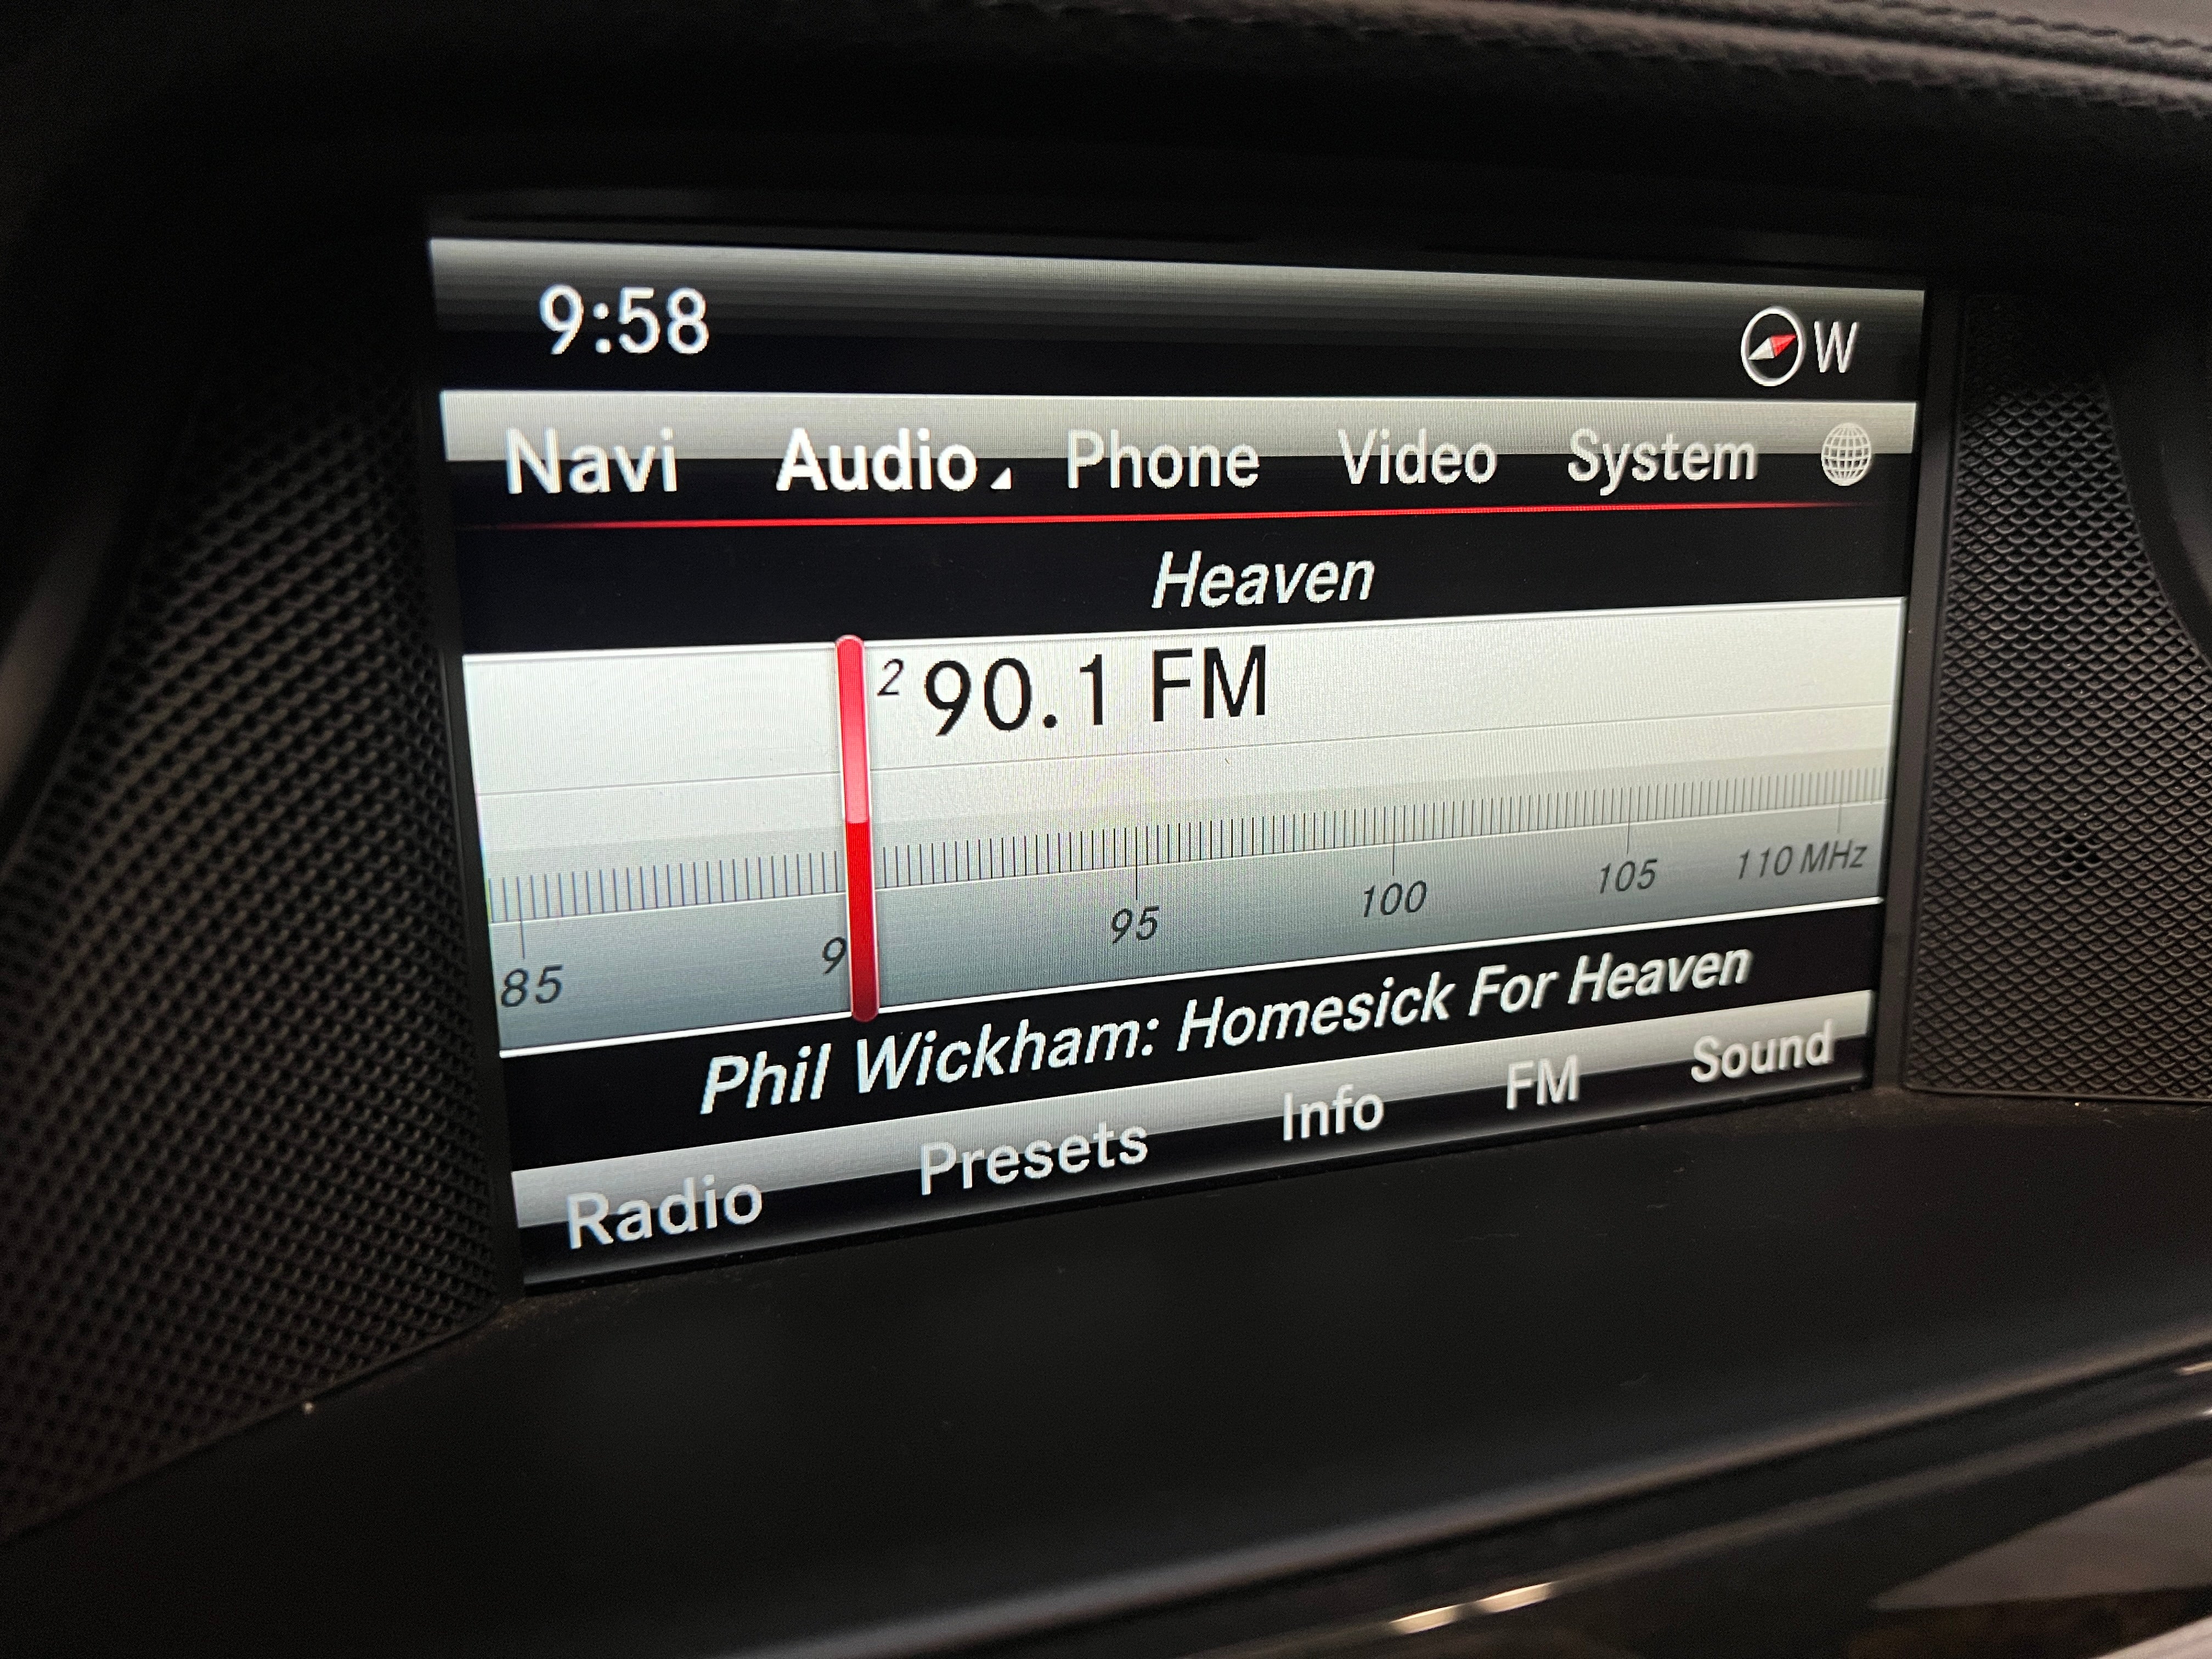 9:58 W
Navi Audio Phone Video System
Heaven
2 90.1 FM
85 9 95 100 105 110 MHz
Phil Wickham: Homesick For Heaven
Radio Presets Info FM Sound